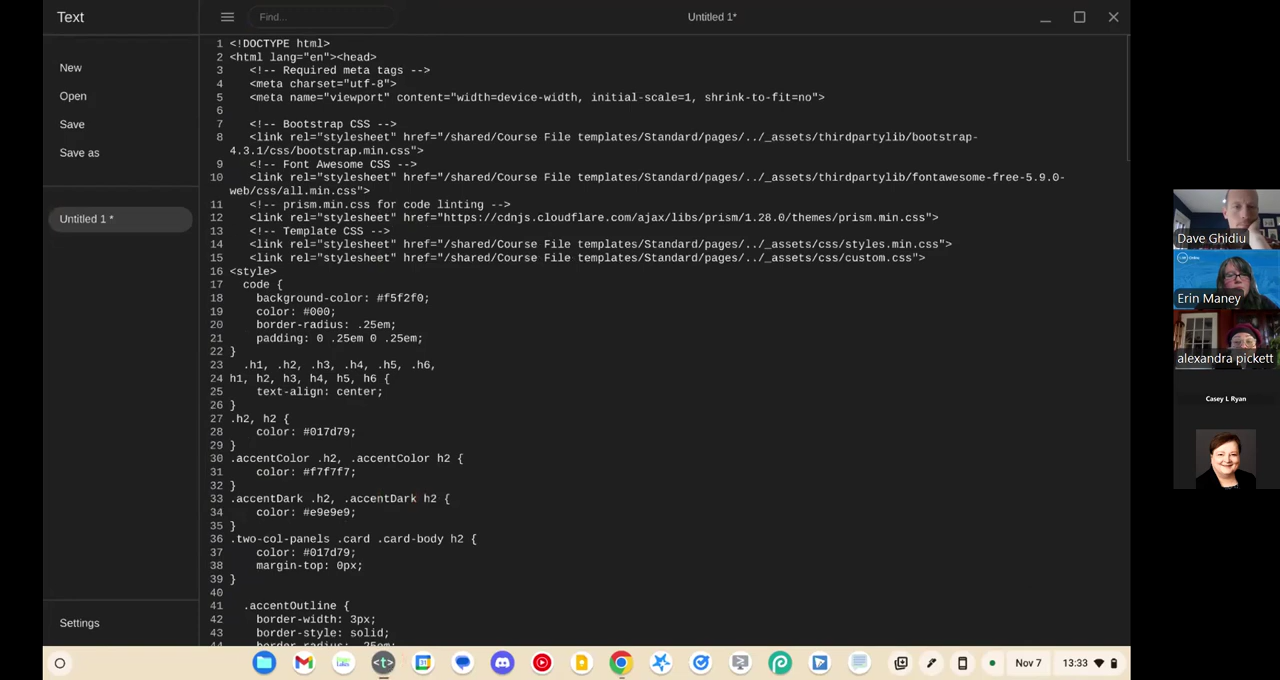 Text
Find...
Untitled 1*
New
Open
Save
Save as
Untitled 1 *
Settings
1 <!DOCTYPE html>
2 <html lang="en"><head>
3 <!-- Required meta tags -->
4 <meta charset="utf-8">
5 <meta name="viewport" content="width=device-width, initial-scale=1, shrink-to-fit=no">
6
7 <!-- Bootstrap CSS -->
8 <link rel="stylesheet" href="/shared/Course File templates/Standard/pages/../_assets/thirdpartylib/bootstrap-
4.3.1/css/bootstrap.min.css">
9 <!-- Font Awesome CSS -->
10 <link rel="stylesheet" href="/shared/Course File templates/Standard/pages/../_assets/thirdpartylib/fontawesome-free-5.9.0-
web/css/all.min.css">
11 <!-- prism.min.css for code linting -->
12 <link rel="stylesheet" href="https://cdnjs.cloudflare.com/ajax/libs/prism/1.28.0/themes/prism.min.css">
13 <!-- Template CSS -->
14 <link rel="stylesheet" href="/shared/Course File templates/Standard/pages/../_assets/css/styles.min.css">
15 <link rel="stylesheet" href="/shared/Course File templates/Standard/pages/../_assets/css/custom.css">
16 <style>
17 code {
18 background-color: #f5f2f0;
19 color: #000;
20 border-radius: .25em;
21 padding: 0 .25em 0 .25em;
22 }
23 .h1, .h2, .h3, .h4, .h5, .h6,
24 h1, h2, h3, h4, h5, h6 {
25 text-align: center;
26 }
27 .h2, h2 {
28 color: #017d79;
29 }
30 .accentColor .h2, .accentColor h2 {
31 color: #f7f7f7;
32 }
33 .accentDark .h2, .accentDark h2 {
34 color: #e9e9e9;
35 }
36 .two-col-panels .card .card-body h2 {
37 color: #017d79;
38 margin-top: 0px;
39 }
40
41 .accentOutline {
42 border-width: 3px;
43 border-style: solid;
44 border-radius: .25em;
Dave Ghidiu
Erin Maney
alexandra pickett
Casey L Ryan
Nov 7
13:33